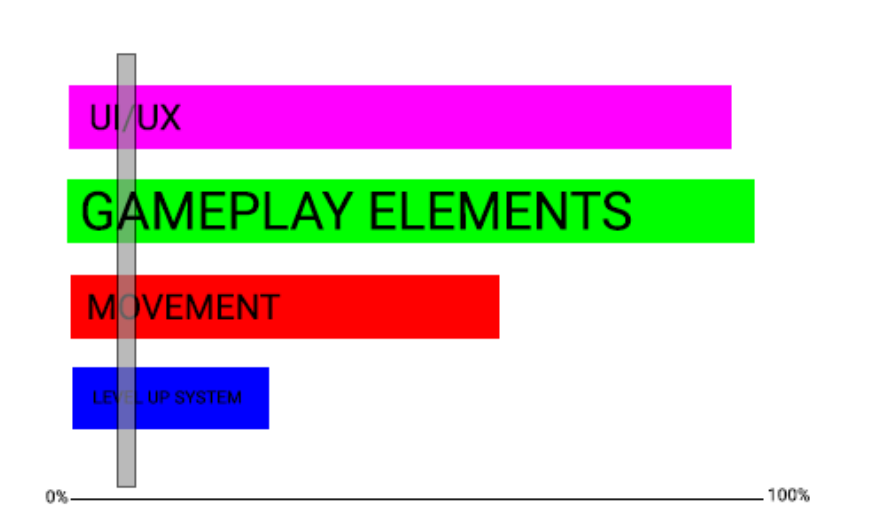 UI/UX
GAMEPLAY ELEMENTS
MOVEMENT
LEVEL UP SYSTEM
0% 100%